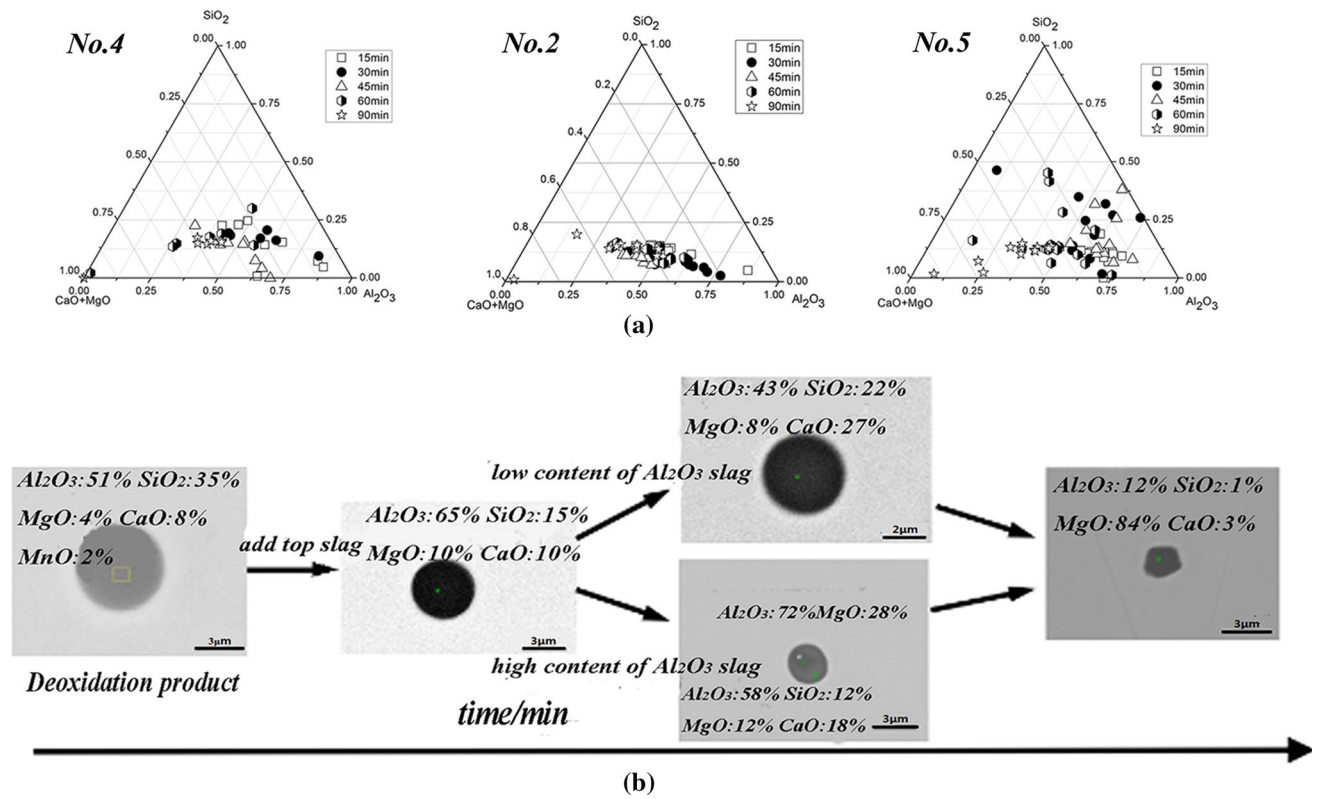 No.4
SiO2
0.00
1.00
0.25
0.75
0.50
0.50
0.75
0.25
1.00
0.00
0.00
0.25
0.50
0.75
1.00
CaO+MgO
Al2O3
15min
30min
45min
60min
90min
No.2
SiO2
0.0
1.00
0.2
0.75
0.4
0.50
0.6
0.25
0.8
1.0
0.00
0.00
0.25
0.50
0.75
1.00
CaO+MgO
Al2O3
15min
30min
45min
60min
90min
No.5
SiO2
0.00
1.00
0.25
0.75
0.50
0.50
0.75
0.25
1.00
0.00
0.00
0.25
0.50
0.75
1.00
CaO+MgO
Al2O3
15min
30min
45min
60min
90min
(a)
Al2O3:51% SiO2:35%
MgO:4% CaO:8%
MnO:2%
3μm
Deoxidation product
add top slag
Al2O3:65% SiO2:15%
MgO:10% CaO:10%
3μm
low content of Al2O3 slag
Al2O3:43% SiO2:22%
MgO:8% CaO:27%
2μm
high content of Al2O3 slag
Al2O3:72%MgO:28%
Al2O3:58% SiO2:12%
MgO:12% CaO:18%
3μm
Al2O3:12% SiO2:1%
MgO:84% CaO:3%
3μm
time/min
(b)